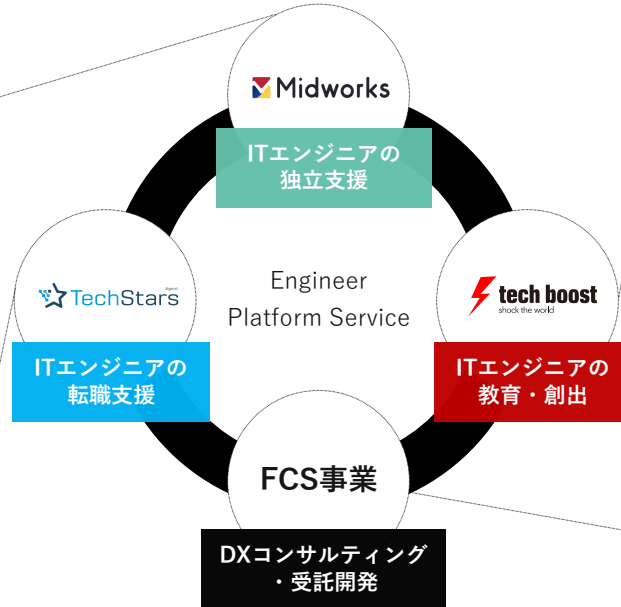 Midworks
ITエンジニアの
独立支援
Engineer
Platform Service
Agent
TechStars
ITエンジニアの
転職支援
tech boost
shock the world
ITエンジニアの
教育・創出
FCS事業
DXコンサルティング
・受託開発